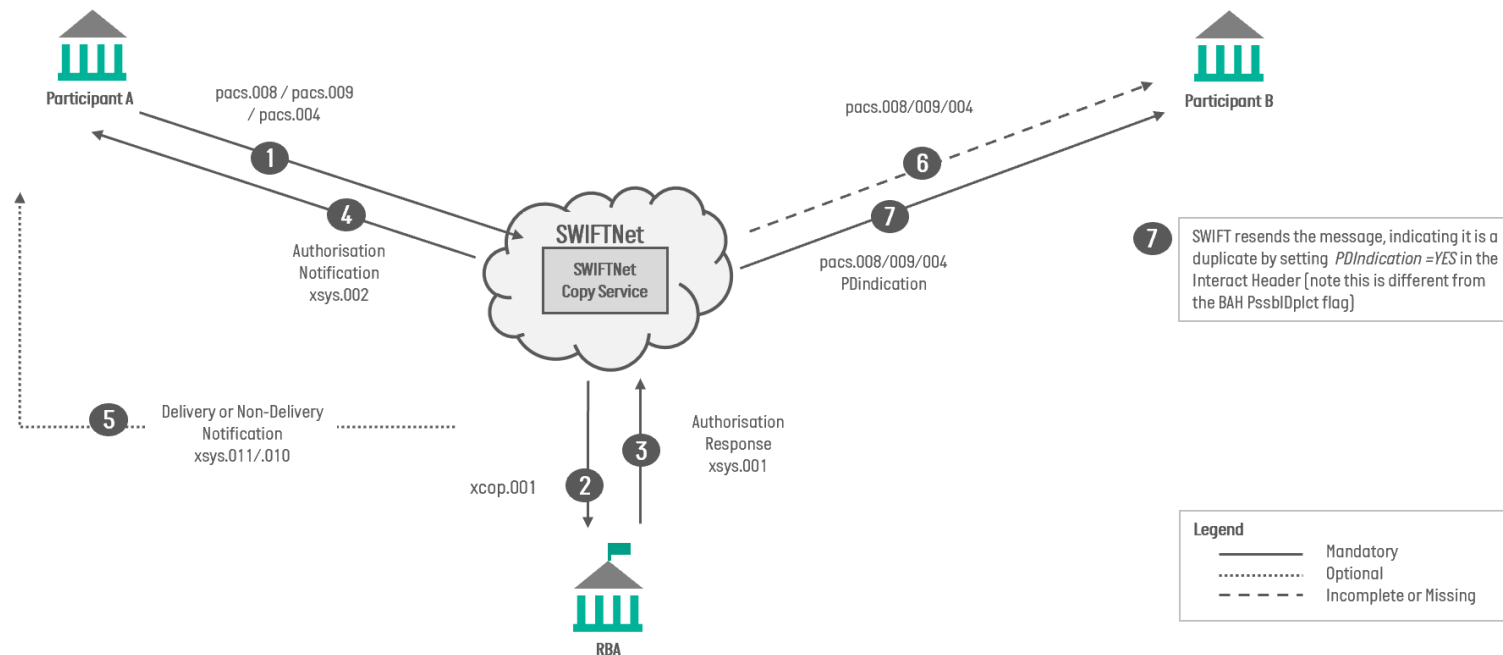 Participant A
pacs.008 / pacs.009
/ pacs.004
1
4
Authorisation
Notification
xsys.002
5
Delivery or Non-Delivery
Notification
xsys.011/.010
SWIFTNet
SWIFTNet
Copy Service
xcop.001
2
3
Authorisation
Response
xsys.001
RBA
pacs.008/009/004
6
7
pacs.008/009/004
PDindication
Participant B
7
SWIFT resends the message, indicating it is a
duplicate by setting PDIndication =YES in the
Interact Header (note this is different from
the BAH PssblDplct flag)
Legend
Mandatory
Optional
Incomplete or Missing